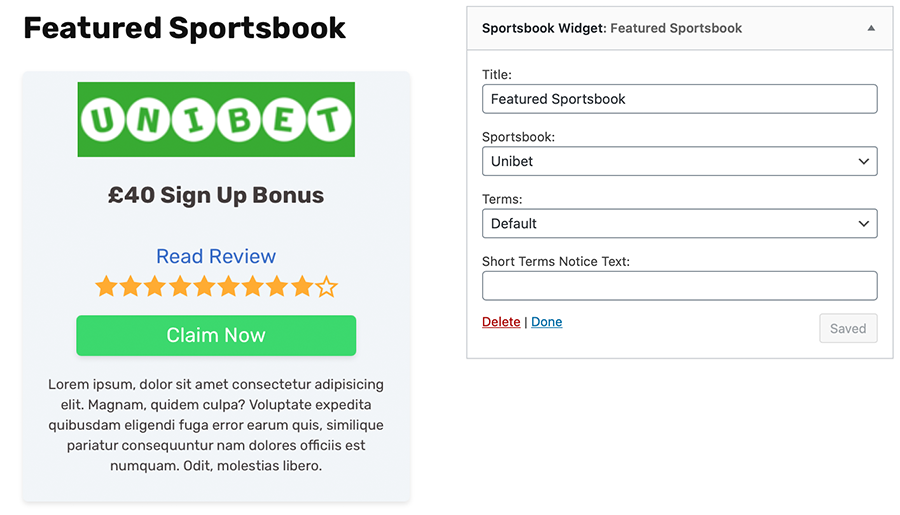 Featured Sportsbook
UNIBET
£40 Sign Up Bonus
Read Review
Claim Now
Lorem ipsum, dolor sit amet consectetur adipisicing
elit. Magnam, quidem culpa? Voluptate expedita
quibusdam eligendi fuga error earum quis, similique
pariatur consequuntur nam dolores officiis est
numquam. Odit, molestias libero.
Sportsbook Widget: Featured Sportsbook
Title:
Featured Sportsbook
Sportsbook:
Unibet
Terms:
Default
Short Terms Notice Text:
Delete | Done
Saved